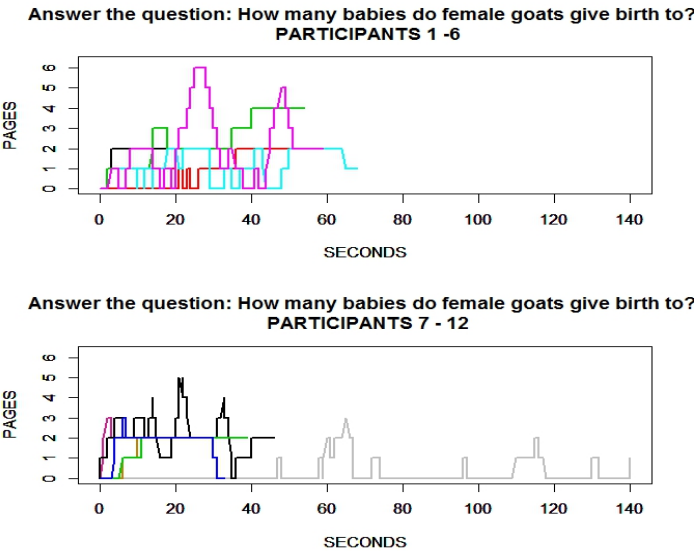 Answer the question: How many babies do female goats give birth to?
PARTICIPANTS 1 -6
PAGES
6
5
4
3
2
1
0
0 20 40 60 80 100 120 140
SECONDS
Answer the question: How many babies do female goats give birth to?
PARTICIPANTS 7 - 12
PAGES
6
5
4
3
2
1
0
0 20 40 60 80 100 120 140
SECONDS